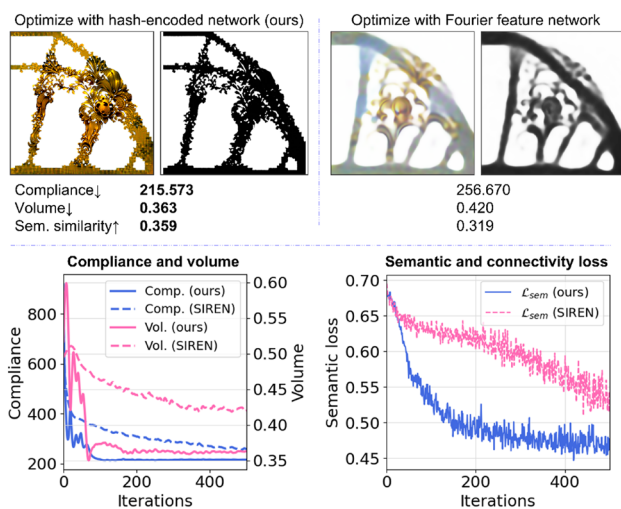 Optimize with hash-encoded network (ours)
Optimize with Fourier feature network
Compliance↓ 215.573 256.670
Volume↓ 0.363 0.420
Sem. similarity↑ 0.359 0.319
Compliance and volume
Comp. (ours)
Comp. (SIREN)
Vol. (ours)
Vol. (SIREN)
Compliance
800
600
400
200
Volume
0.60
0.55
0.50
0.45
0.40
0.35
0 200 400
Iterations
Semantic and connectivity loss
ℒsem (ours)
ℒsem (SIREN)
Semantic loss
0.70
0.65
0.60
0.55
0.50
0.45
0 200 400
Iterations